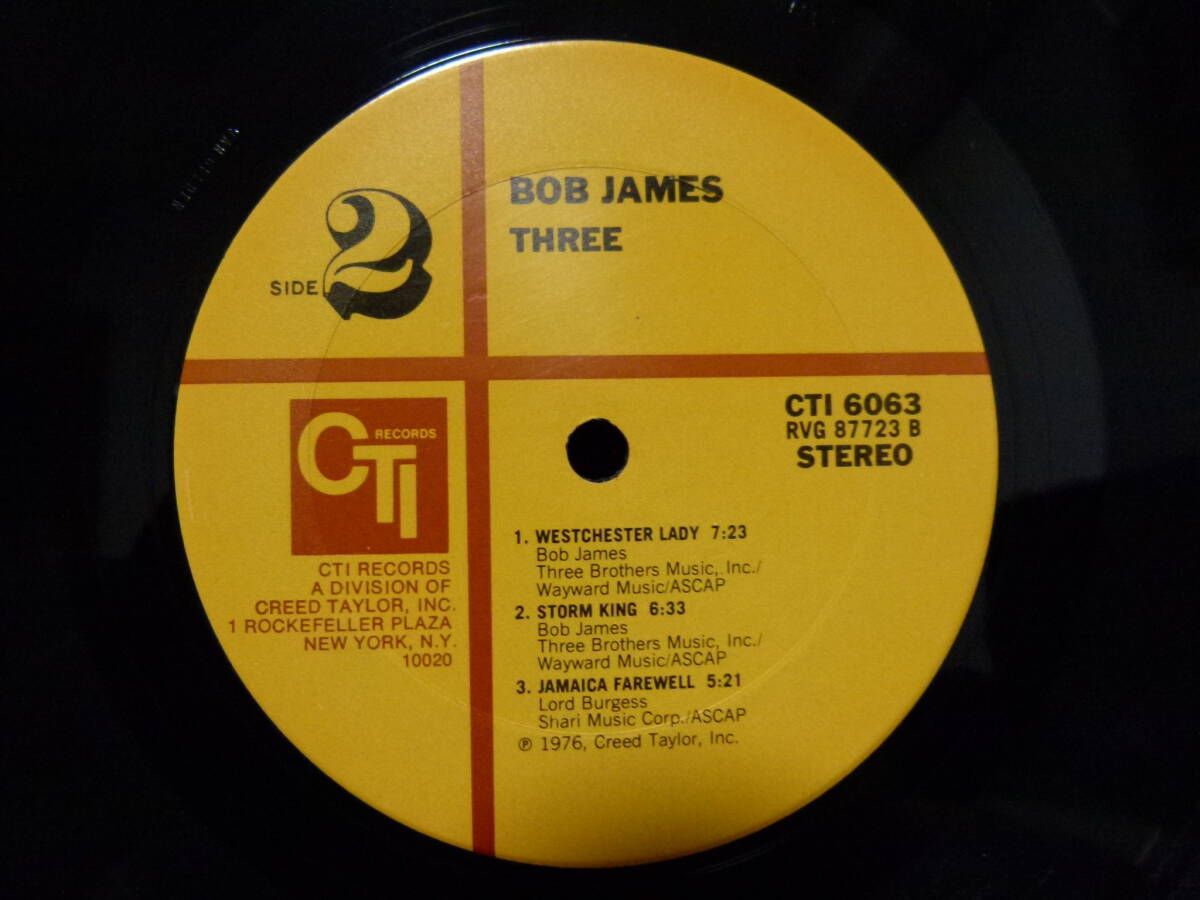 BOB JAMES
THREE
SIDE 2
CTI RECORDS
CTI 6063
RVG 87723 B
STEREO
CTI RECORDS
A DIVISION OF
CREED TAYLOR, INC.
1 ROCKEFELLER PLAZA
NEW YORK, N.Y.
10020
1. WESTCHESTER LADY 7:23
Bob James
Three Brothers Music, Inc./
Wayward Music/ASCAP
2. STORM KING 6:33
Bob James
Three Brothers Music, Inc./
Wayward Music/ASCAP
3. JAMAICA FAREWELL 5:21
Lord Burgess
Shari Music Corp./ASCAP
℗ 1976, Creed Taylor, Inc.
VAN GELDER